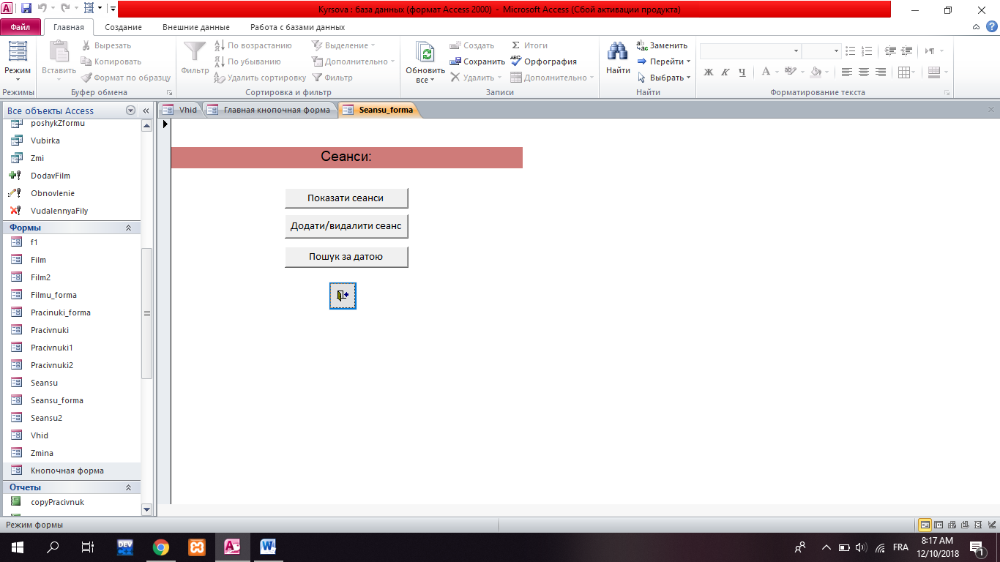 Kyrsova : база данных (формат Access 2000) - Microsoft Access (Сбой активации продукта)
Файл Главная Создание Внешние данные Работа с базами данных
Режим
Режимы
Вставить
Вырезать
Копировать
Формат по образцу
Буфер обмена
Фильтр
По возрастанию
По убыванию
Удалить сортировку
Выделение
Дополнительно
Фильтр
Сортировка и фильтр
Обновить
все
Создать
Сохранить
Удалить
Итоги
Орфография
Дополнительно
Записи
Найти
Заменить
Перейти
Выбрать
Найти
Ж К Ч А
Форматирование текста
Все объекты Access
poshykZformu
Vubirka
Zmi
DodavFilm
Obnovlenie
VudalennyaFily
Формы
f1
Film
Film2
Filmu_forma
Pracinuki_forma
Pracivnuki
Pracivnuki1
Pracivnuki2
Seansu
Seansu_forma
Seansu2
Vhid
Zmina
Кнопочная форма
Отчеты
copyPracivnuk
Vhid Главная кнопочная форма Seansu_forma
Сеанси:
Показати сеанси
Додати/видалити сеанс
Пошук за датою
Режим формы
DEV
FRA
8:17 AM
12/10/2018
1